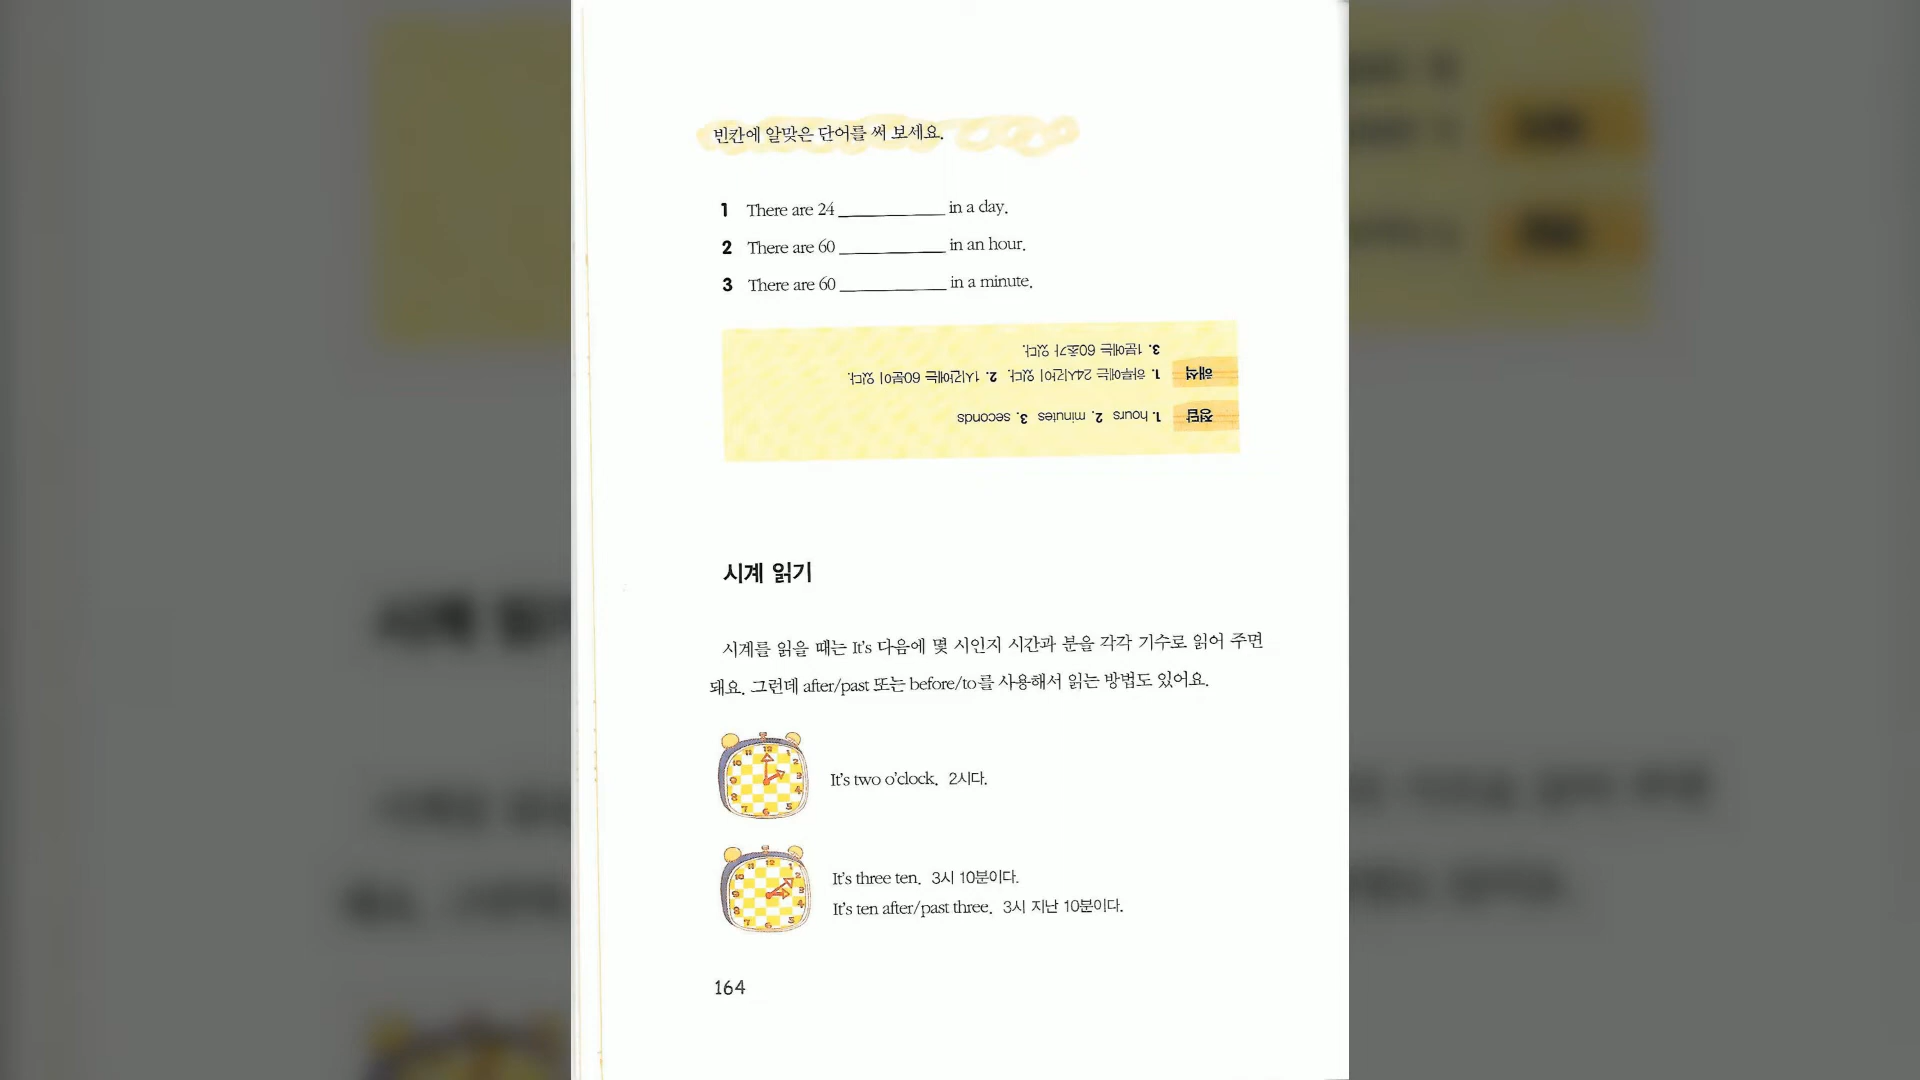 빈칸에 알맞은 단어를 써 보세요.
1 There are 24 __________ in a day.
2 There are 60 __________ in an hour.
3 There are 60 __________ in a minute.
정답 1. hours 2. minutes 3. seconds
해석 1. 하루에는 24시간이 있다. 2. 1시간에는 60분이 있다.
3. 1분에는 60초가 있다.
시계 읽기
시계를 읽을 때는 It's 다음에 몇 시인지 시간과 분을 각각 기수로 읽어 주면
돼요. 그런데 after/past 또는 before/to를 사용해서 읽는 방법도 있어요.
It's two o'clock. 2시다.
It's three ten. 3시 10분이다.
It's ten after/past three. 3시 지난 10분이다.
164